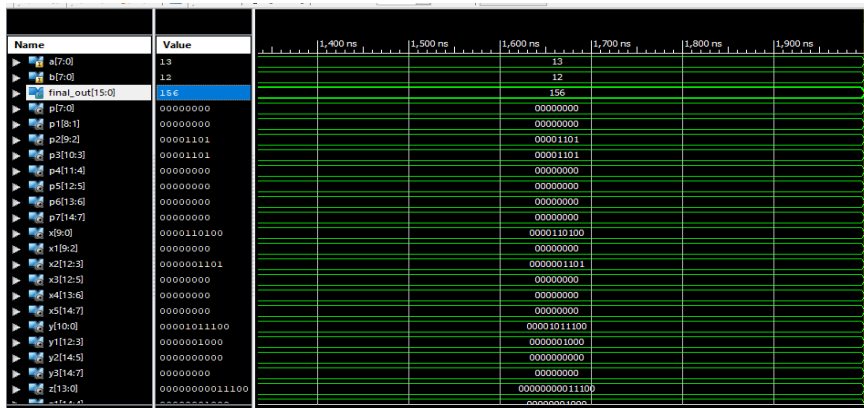 Name Value 1,400 ns 1,500 ns 1,600 ns 1,700 ns 1,800 ns 1,900 ns
a[7:0] 13 13
b[7:0] 12 12
final_out[15:0] 156 156
p[7:0] 00000000 00000000
p1[8:1] 00000000 00000000
p2[9:2] 00001101 00001101
p3[10:3] 00001101 00001101
p4[11:4] 00000000 00000000
p5[12:5] 00000000 00000000
p6[13:6] 00000000 00000000
p7[14:7] 00000000 00000000
x[9:0] 0000110100 0000110100
x1[9:2] 00000000 00000000
x2[12:3] 0000001101 0000001101
x3[12:5] 00000000 00000000
x4[13:6] 00000000 00000000
x5[14:7] 00000000 00000000
y[10:0] 00001011100 00001011100
y1[12:3] 0000001000 0000001000
y2[14:5] 0000000000 0000000000
y3[14:7] 00000000 00000000
z[13:0] 00000000011100 00000000011100